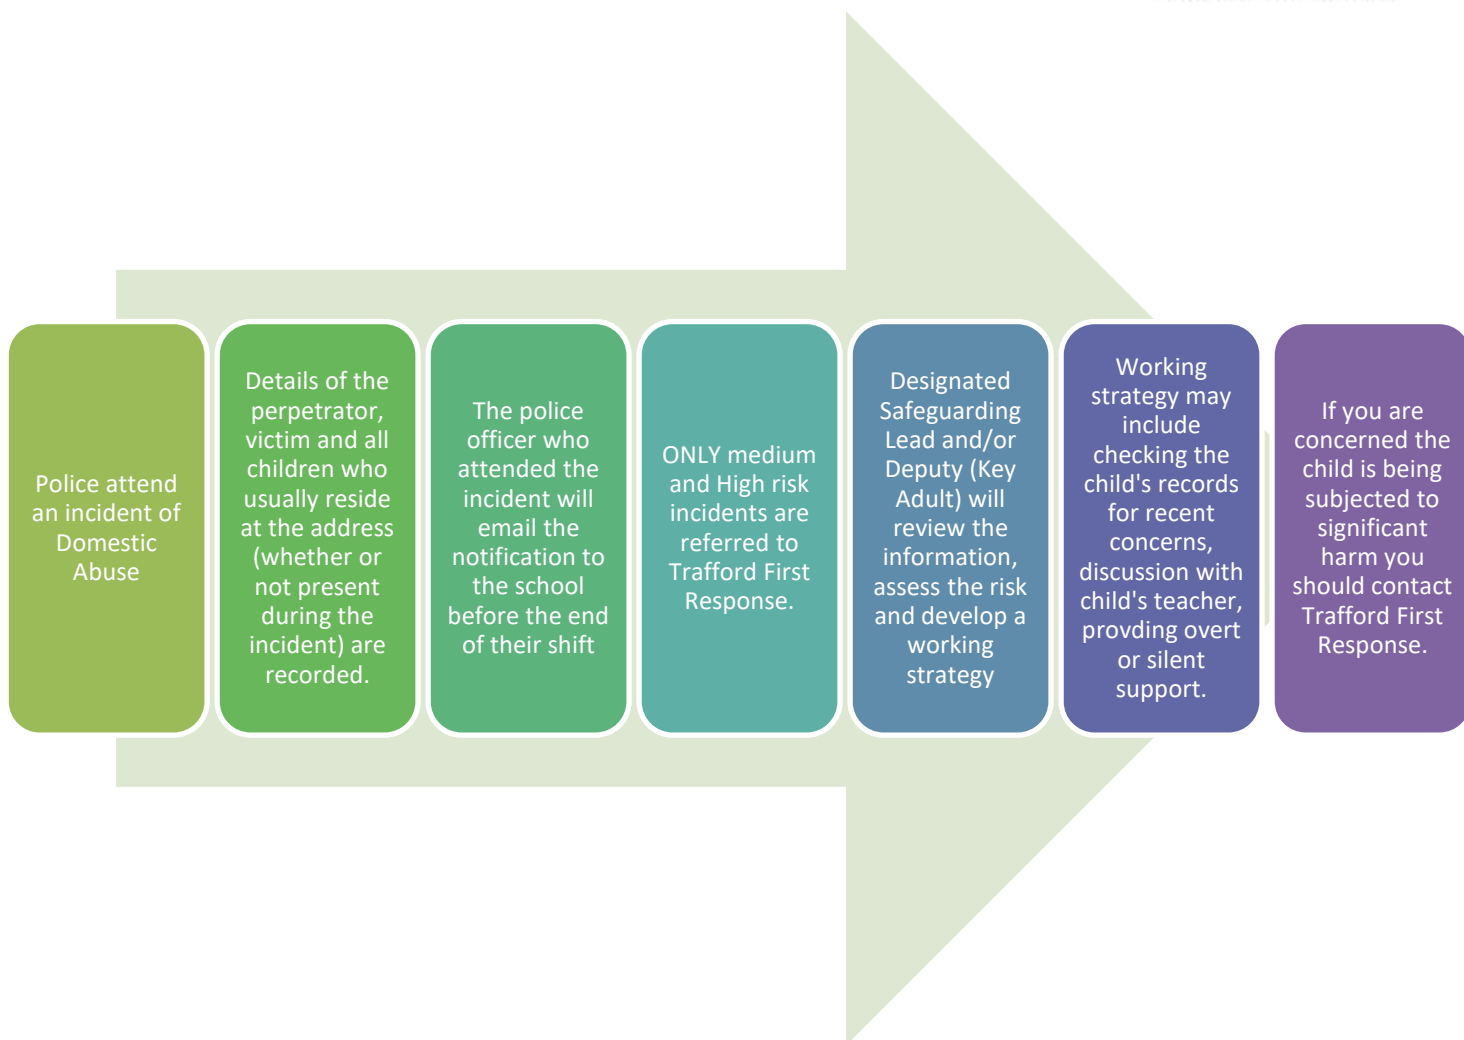 Police attend
an incident of
Domestic
Abuse
Details of the
perpetrator,
victim and all
children who
usually reside
at the address
(whether or
not present
during the
incident) are
recorded.
The police
officer who
attended the
incident will
email the
notification to
the school
before the end
of their shift
ONLY medium
and High risk
incidents are
referred to
Trafford First
Response.
Designated
Safeguarding
Lead and/or
Deputy (Key
Adult) will
review the
information,
assess the risk
and develop a
working
strategy
Working
strategy may
include
checking the
child's records
for recent
concerns,
discussion with
child's teacher,
provding overt
or silent
support.
If you are
concerned the
child is being
subjected to
significant
harm you
should contact
Trafford First
Response.